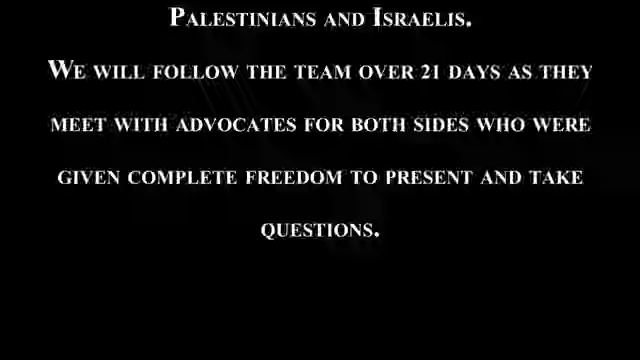 Palestinians and Israelis.
We will follow the team over 21 days as they
meet with advocates for both sides who were
given complete freedom to present and take
questions.